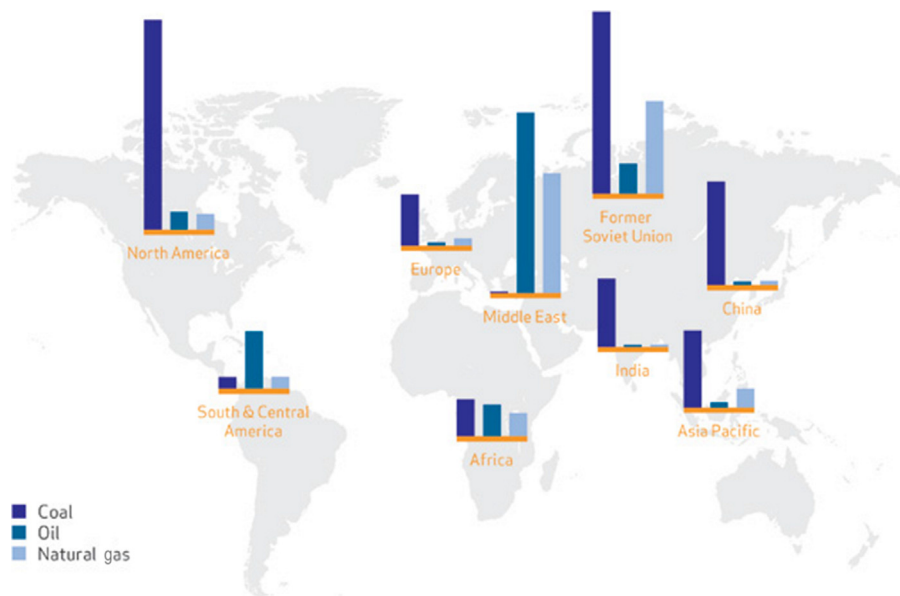 North America
Former
Soviet Union
Europe
China
Middle East
India
South & Central
America
Asia Pacific
Africa
Coal
Oil
Natural gas